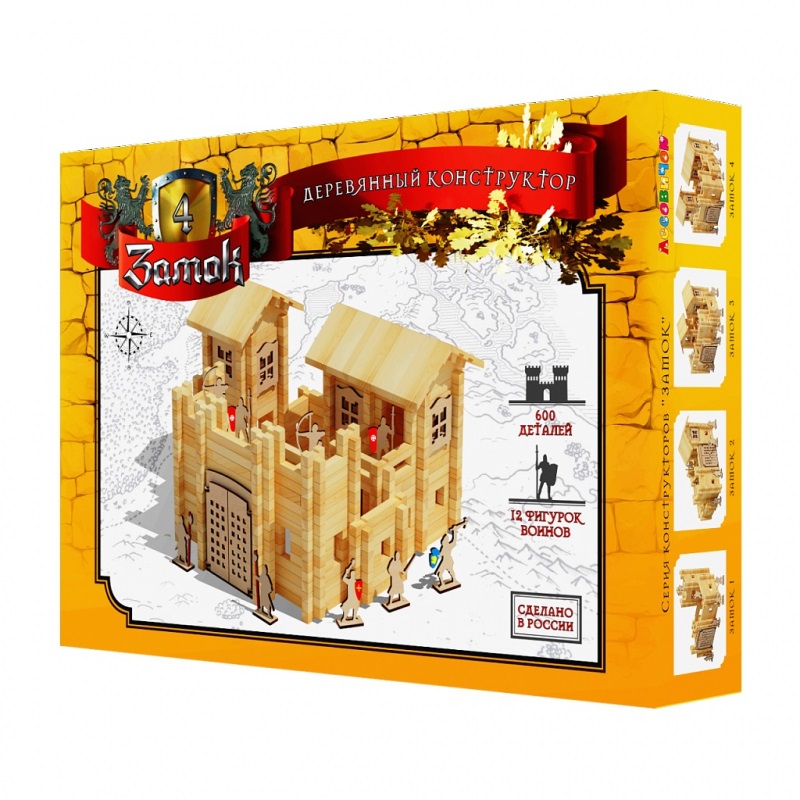 4
Замок
ДЕРЕВЯННЫЙ КОНСТРУКТОР
600
ДЕТАЛЕЙ
12 ФИГУРОК
ВОИНОВ
СДЕЛАНО
В РОССИИ
ЛЕСОВИЧОК
Серия конструкторов "ЗАМОК"
ЗАМОК 4
ЗАМОК 3
ЗАМОК 2
ЗАМОК 1